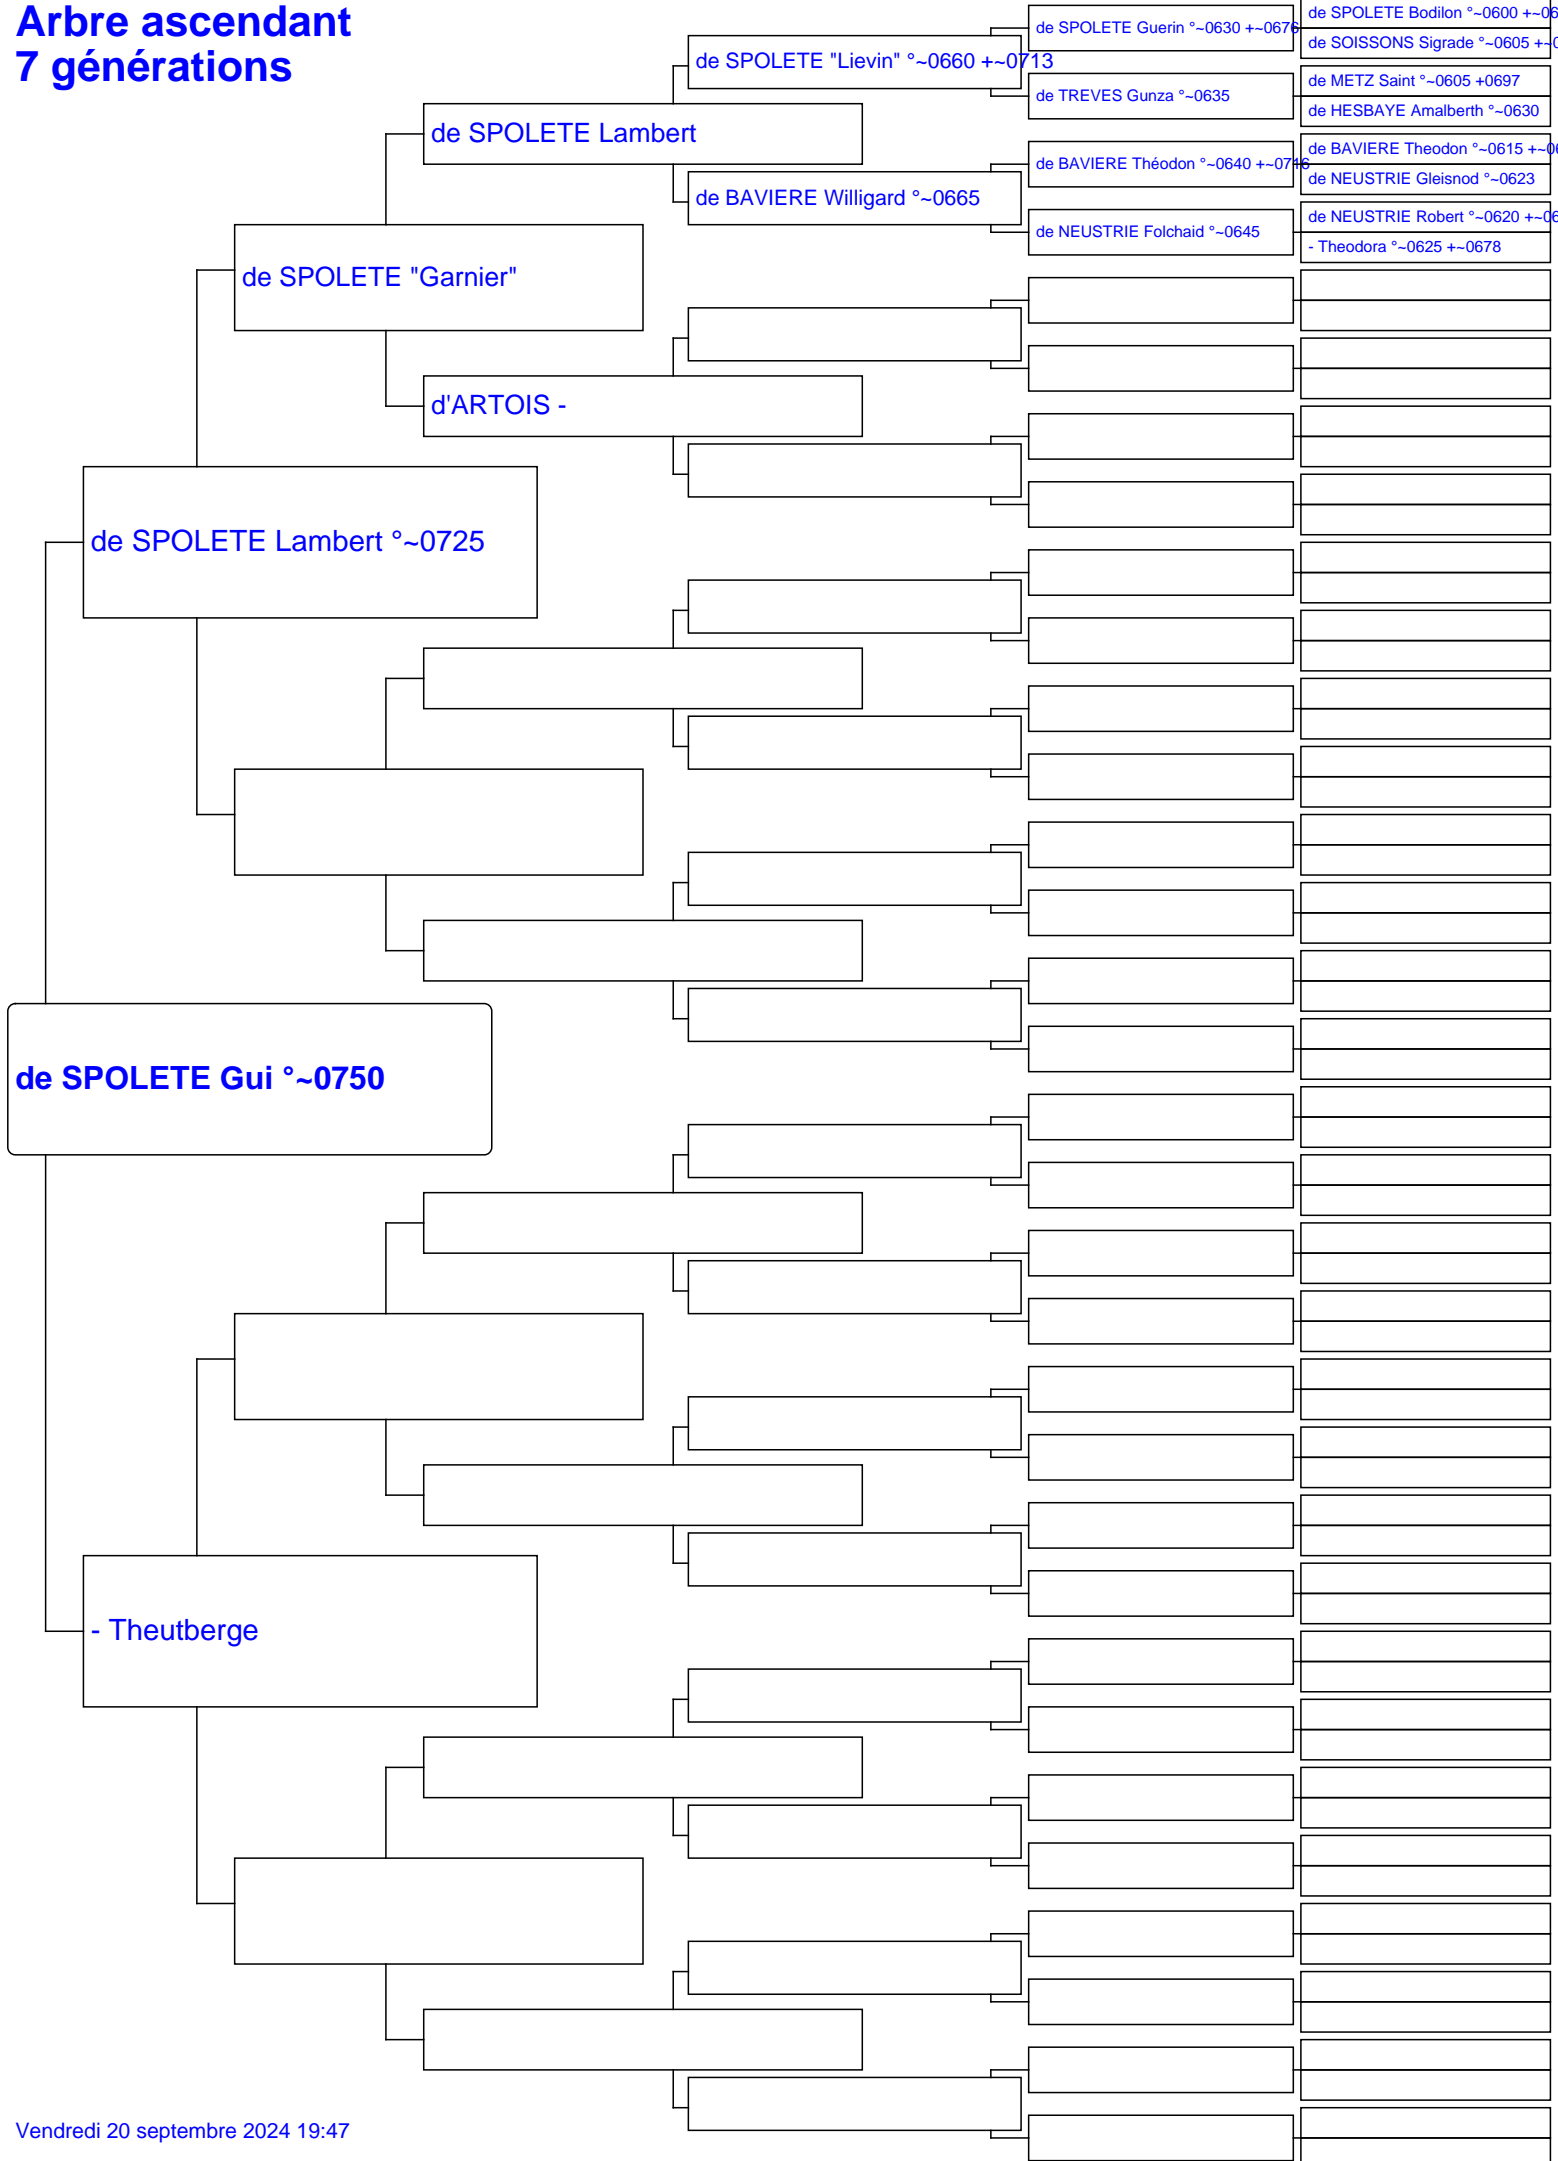 Arbre ascendant
7 générations
de SPOLETE Bodilon °~0600 +~06
de SPOLETE Guerin °~0630 +~0676
de SOISSONS Sigrade °~0605 +~0
de SPOLETE "Lievin" °~0660 +~0713
de METZ Saint °~0605 +0697
de TREVES Gunza °~0635
de HESBAYE Amalberth °~0630
de SPOLETE Lambert
de BAVIERE Theodon °~0615 +~06
de BAVIERE Théodon °~0640 +~0716
de NEUSTRIE Gleisnod °~0623
de BAVIERE Willigard °~0665
de NEUSTRIE Robert °~0620 +~06
de NEUSTRIE Folchaid °~0645
- Theodora °~0625 +~0678
de SPOLETE "Garnier"
d'ARTOIS -
de SPOLETE Lambert °~0725
de SPOLETE Gui °~0750
- Theutberge
Vendredi 20 septembre 2024 19:47